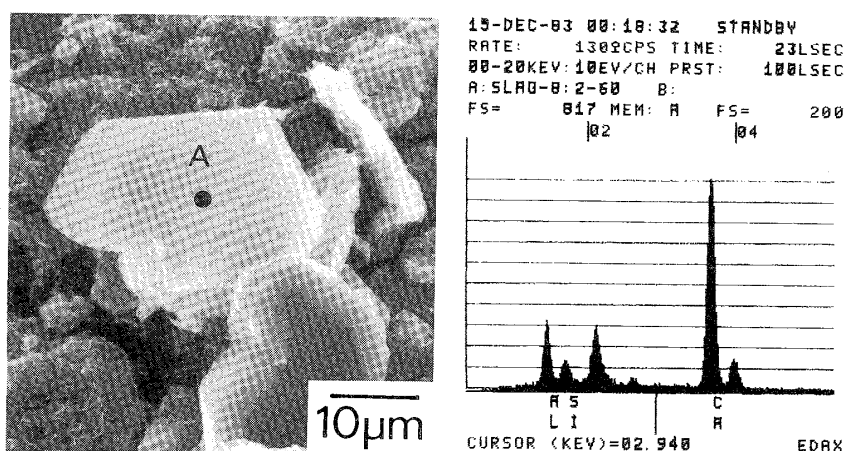 A
10µm
15-DEC-83 00:18:32 STANDBY
RATE: 1302CPS TIME: 23LSEC
00-20KEV:10EV/CH PRST: 100LSEC
A:SLAG-8:2-60 B:
FS= 817 MEM: A FS= 200
02 04
A S C
L I A
CURSOR (KEV)=02.940 EDAX